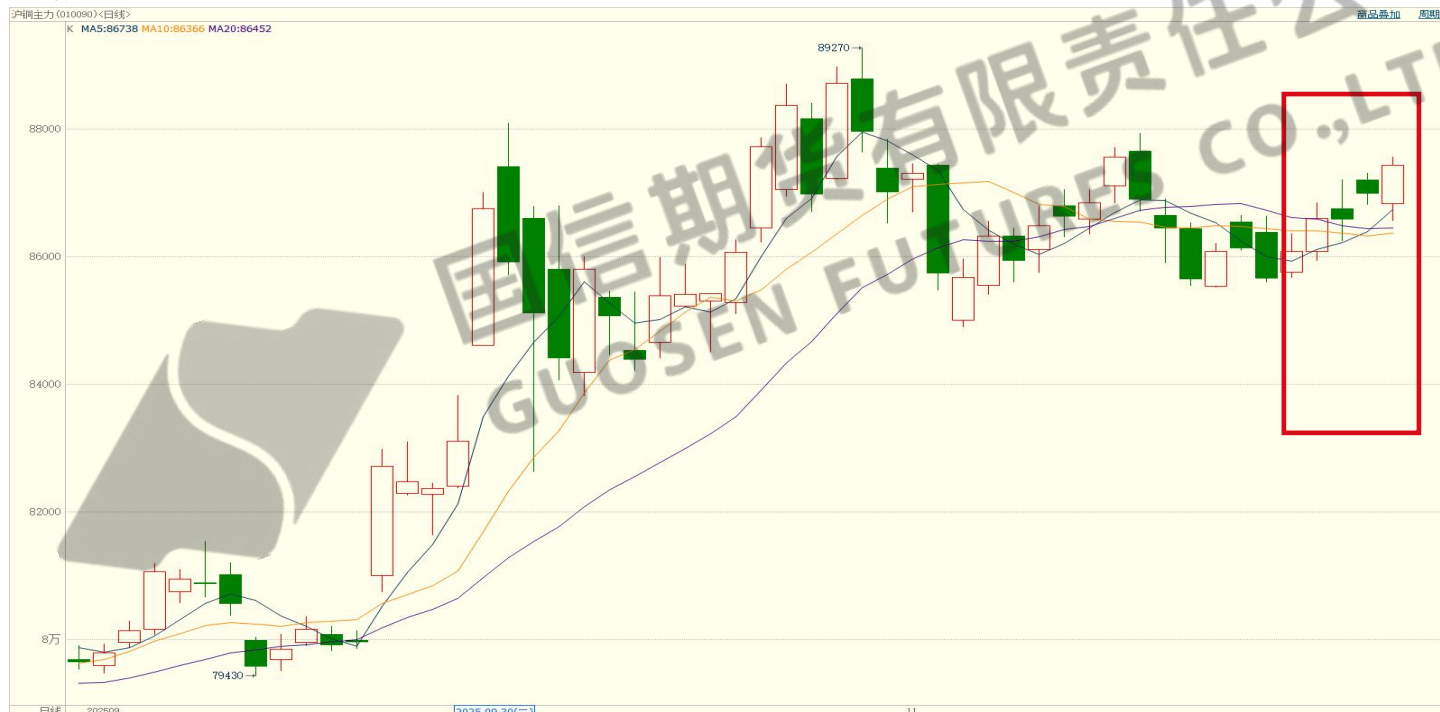 沪铜主力(010090)<日线>
商品叠加 周期
K MA5:86738 MA10:86366 MA20:86452
89270→
88000
86000
84000
82000
8万
79430→
国信期货有限责任公
GUOSEN FUTURES CO.,LT
日线 202509 2025-09-30(二) 11